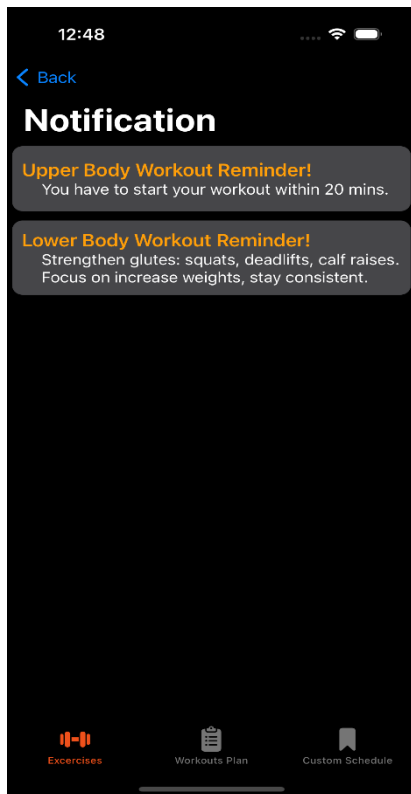 12:48
Back
Notification
Upper Body Workout Reminder!
You have to start your workout within 20 mins.
Lower Body Workout Reminder!
Strengthen glutes: squats, deadlifts, calf raises.
Focus on increase weights, stay consistent.
Excercises Workouts Plan Custom Schedule